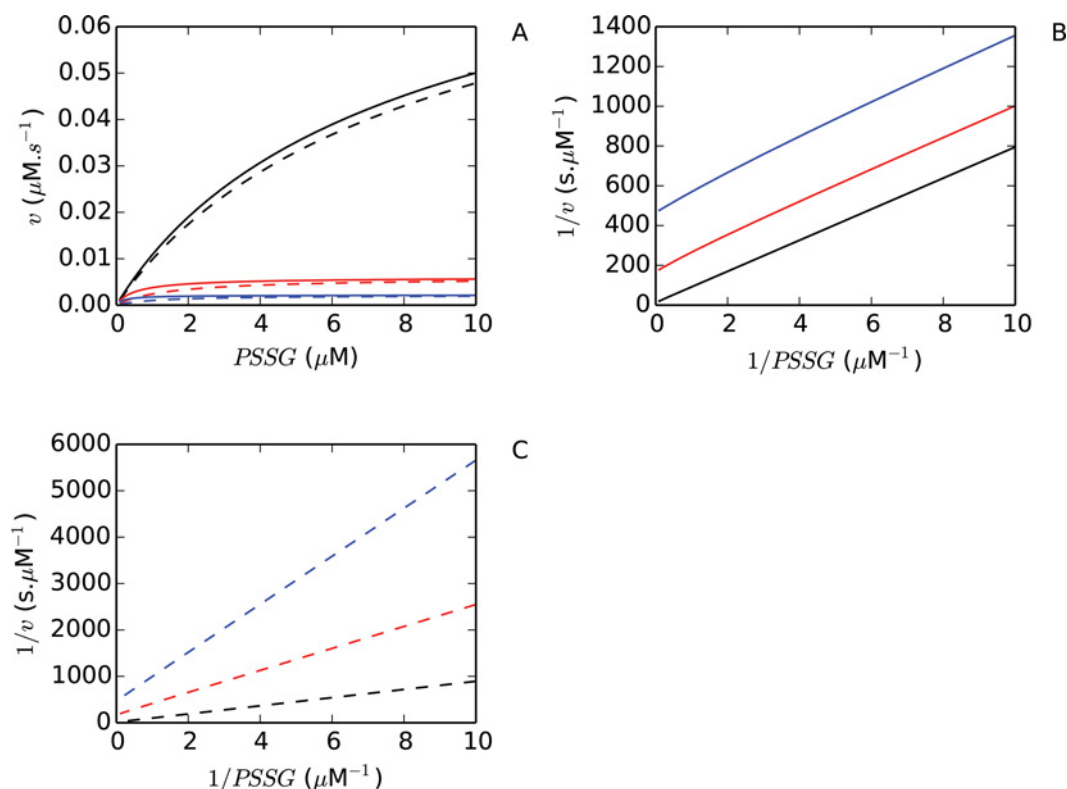 A
0.06
0.05
0.04
0.03
0.02
0.01
0.00
v (μM.s⁻¹)
0 2 4 6 8 10
PSSG (μM)
B
1400
1200
1000
800
600
400
200
0
1/v (s.μM⁻¹)
0 2 4 6 8 10
1/PSSG (μM⁻¹)
C
6000
5000
4000
3000
2000
1000
0
1/v (s.μM⁻¹)
0 2 4 6 8 10
1/PSSG (μM⁻¹)